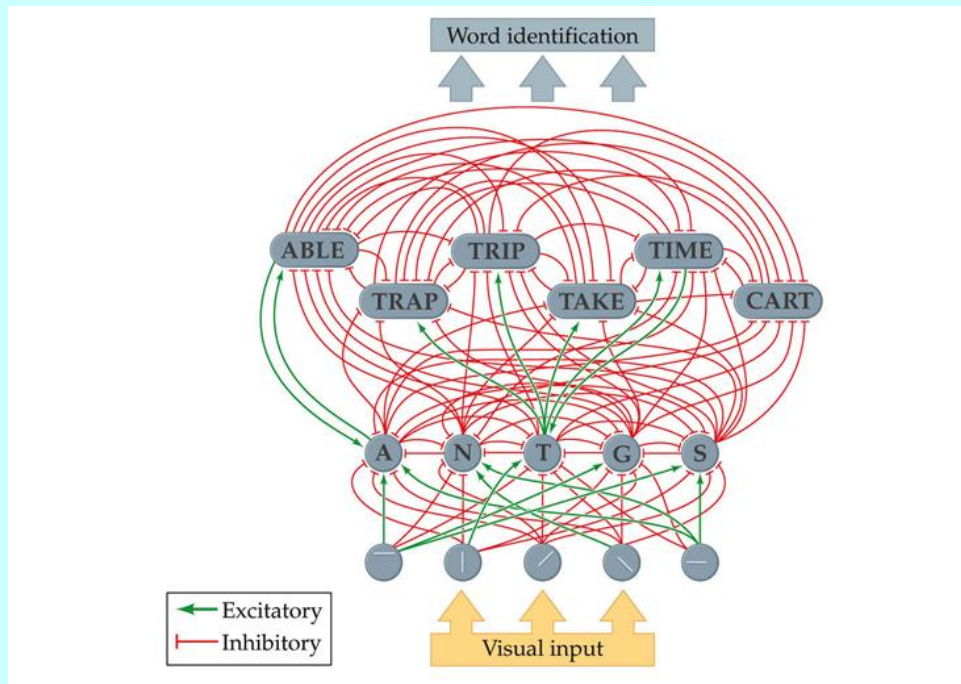 Word identification
ABLE
TRIP
TIME
TRAP
TAKE
CART
A
N
T
G
S
Excitatory
Inhibitory
Visual input